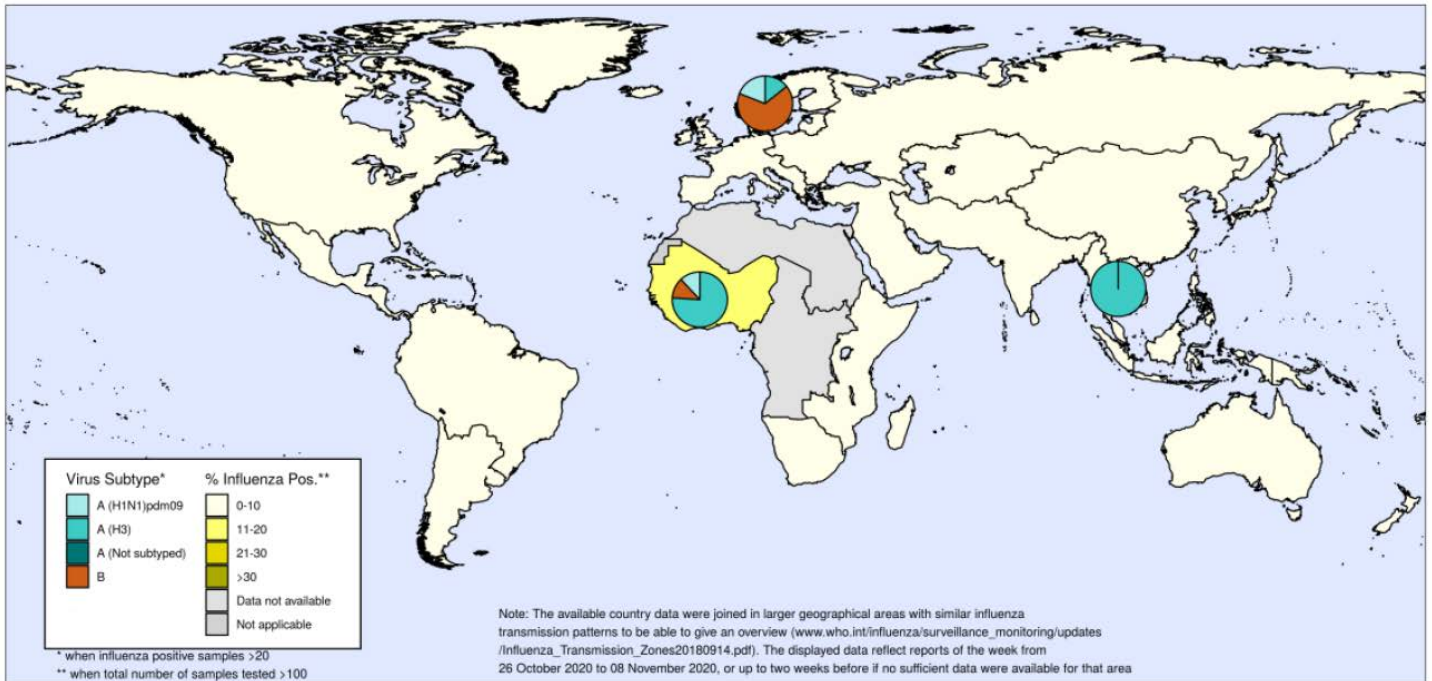 Virus Subtype*
A (H1N1)pdm09
A (H3)
A (Not subtyped)
B
% Influenza Pos.**
0-10
11-20
21-30
>30
Data not available
Not applicable
* when influenza positive samples >20
** when total number of samples tested >100
Note: The available country data were joined in larger geographical areas with similar influenza
transmission patterns to be able to give an overview (www.who.int/influenza/surveillance_monitoring/updates
/Influenza_Transmission_Zones20180914.pdf). The displayed data reflect reports of the week from
26 October 2020 to 08 November 2020, or up to two weeks before if no sufficient data were available for that area